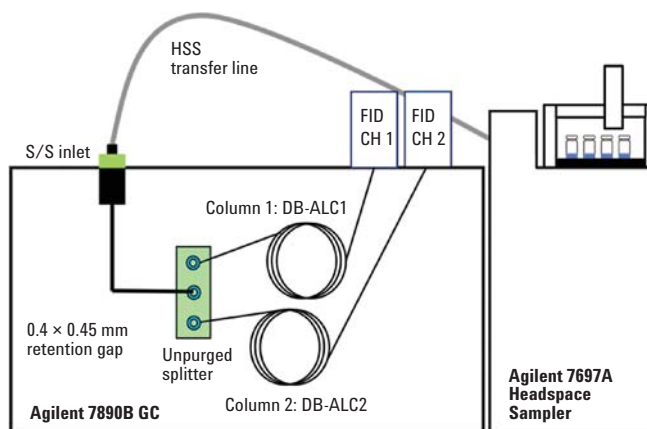 HSS
transfer line
S/S inlet
FID
CH 1
FID
CH 2
Column 1: DB-ALC1
0.4 × 0.45 mm
retention gap
Unpurged
splitter
Column 2: DB-ALC2
Agilent 7890B GC
Agilent 7697A
Headspace
Sampler